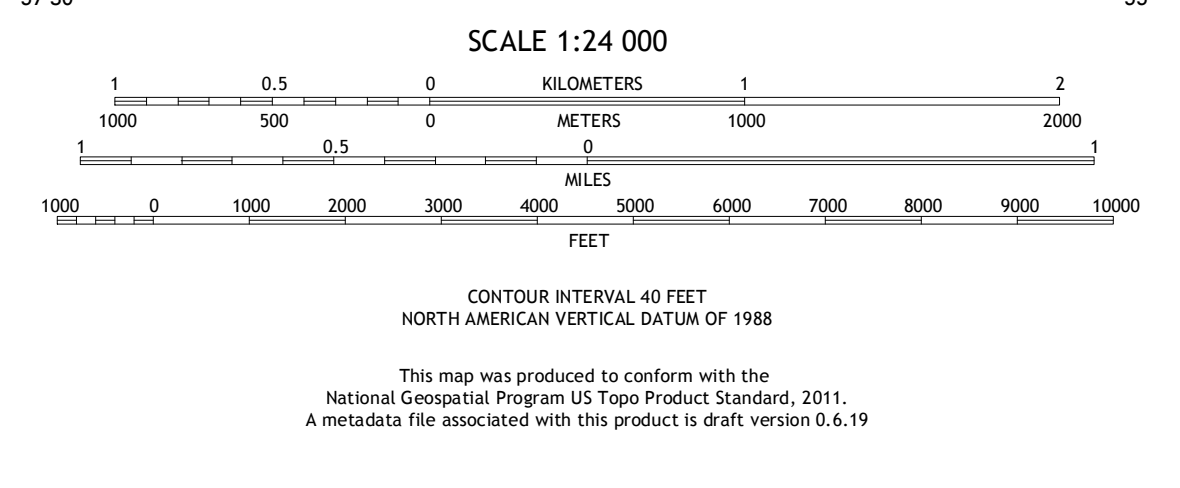 SCALE 1:24 000
1 0.5 0 KILOMETERS 1 2
1000 500 0 METERS 1000 2000
1 0.5 0 1
MILES
1000 0 1000 2000 3000 4000 5000 6000 7000 8000 9000 10000
FEET
CONTOUR INTERVAL 40 FEET
NORTH AMERICAN VERTICAL DATUM OF 1988
This map was produced to conform with the
National Geospatial Program US Topo Product Standard, 2011.
A metadata file associated with this product is draft version 0.6.19